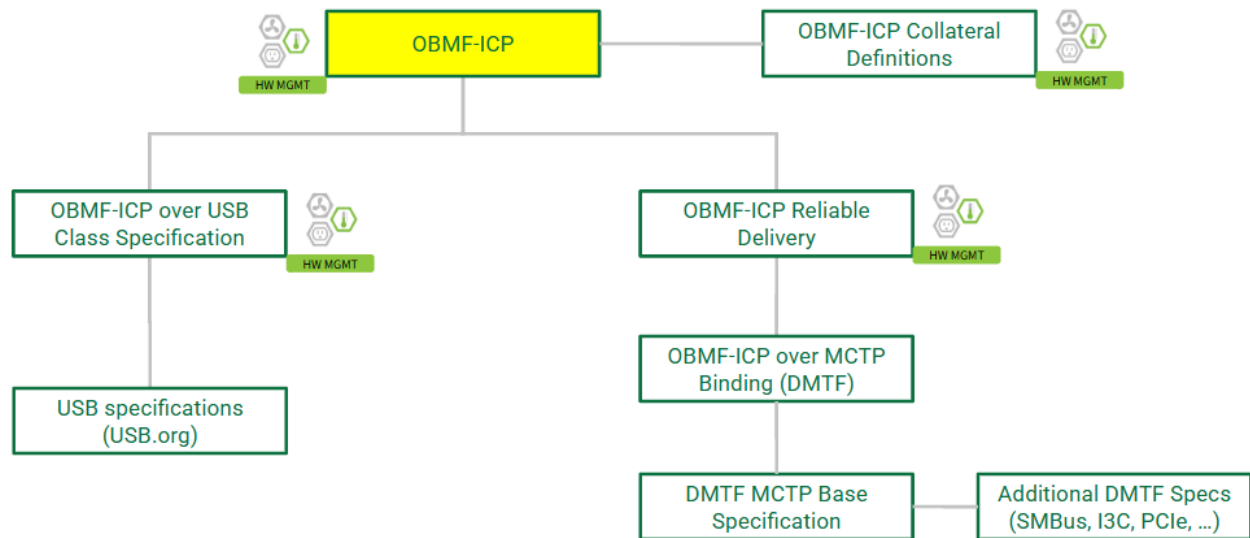 OBMF-ICP
HW MGMT
OBMF-ICP Collateral
Definitions
HW MGMT
OBMF-ICP over USB
Class Specification
HW MGMT
OBMF-ICP Reliable
Delivery
HW MGMT
OBMF-ICP over MCTP
Binding (DMTF)
USB specifications
(USB.org)
DMTF MCTP Base
Specification
Additional DMTF Specs
(SMBus, I3C, PCIe, ...)